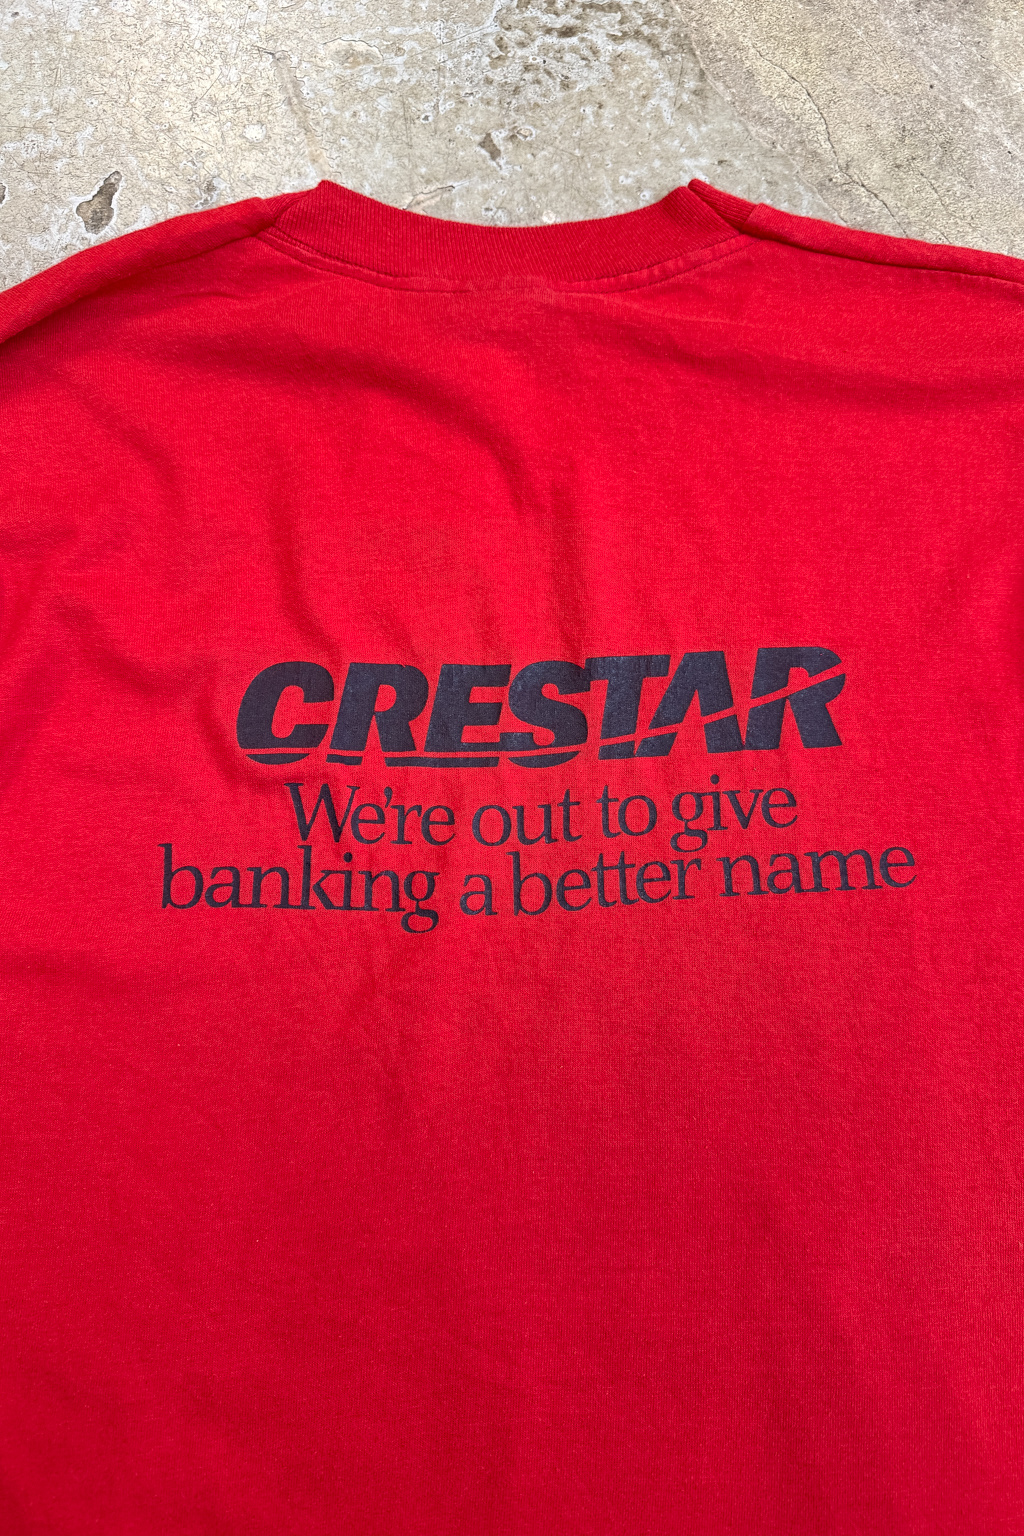 CRESTAR
We're out to give
banking a better name